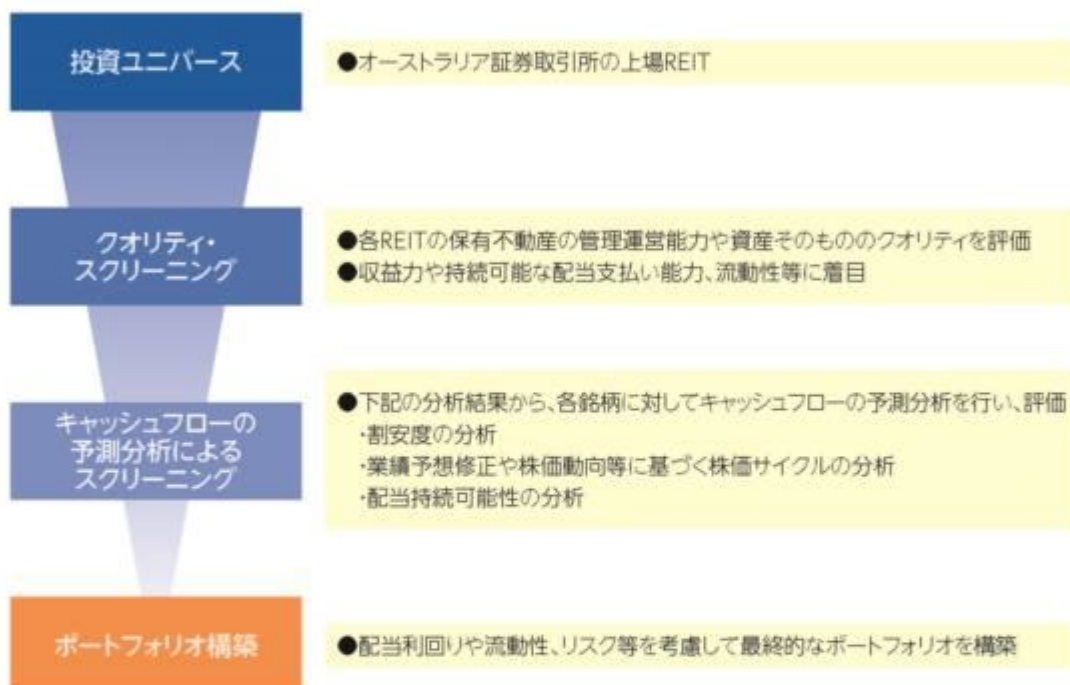 投資ユニバース
●オーストラリア証券取引所の上場REIT
クオリティ・
スクリーニング
●各REITの保有不動産の管理運営能力や資産そのもののクオリティを評価
●収益力や持続可能な配当支払い能力、流動性等に着目
キャッシュフローの
予測分析による
スクリーニング
●下記の分析結果から、各銘柄に対してキャッシュフローの予測分析を行い、評価
・割安度の分析
・業績予想修正や株価動向等に基づく株価サイクルの分析
・配当持続可能性の分析
ポートフォリオ構築
●配当利回りや流動性、リスク等を考慮して最終的なポートフォリオを構築